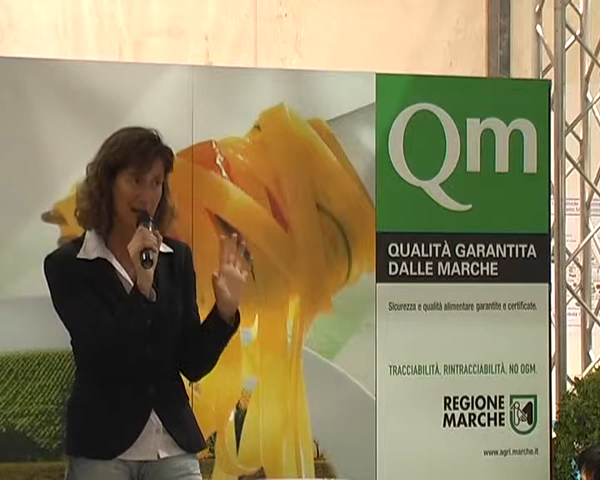 Qm
QUALITÀ GARANTITA
DALLE MARCHE
Sicurezza e qualità alimentare garantite e certificate.
TRACCIABILITÀ, RINTRACCIABILITÀ, NO OGM.
REGIONE
MARCHE
www.agri.marche.it